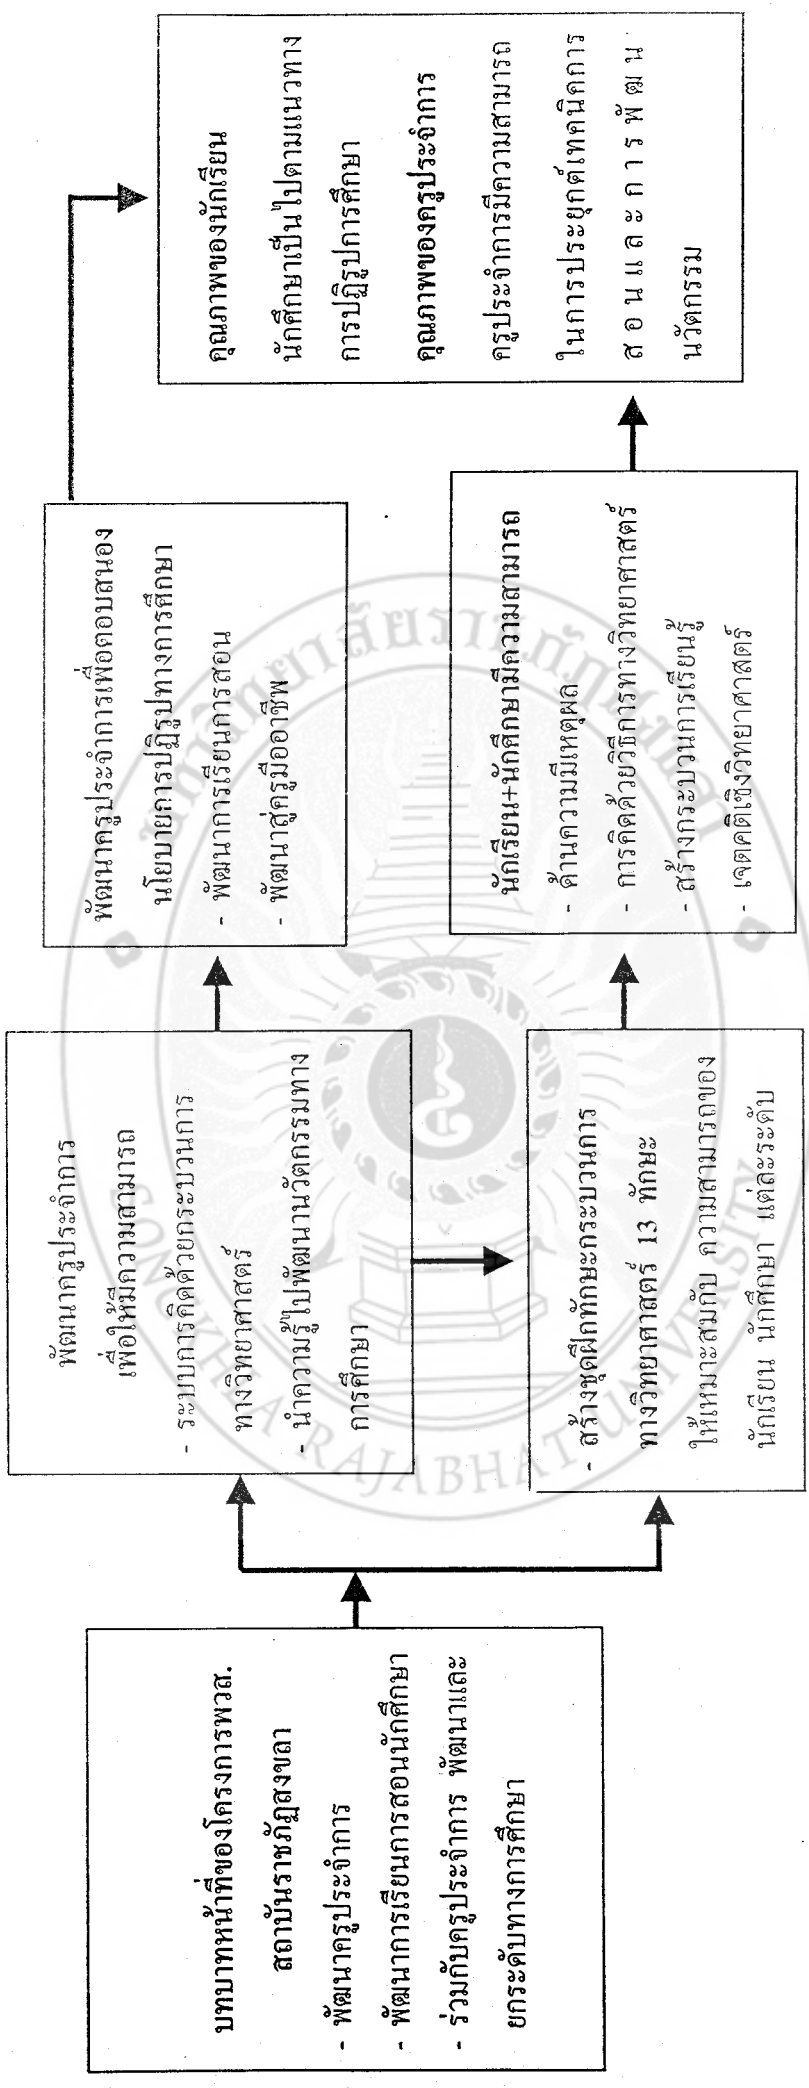 บทบาทหน้าที่ของโครงการพวส.
สถาบันราชภัฏสงขลา
- พัฒนาครูประจำการ
- พัฒนาการเรียนการสอนนักศึกษา
- ร่วมกับครูประจำการ พัฒนาและ
ยกระดับทางการศึกษา
พัฒนาครูประจำการ
เพื่อให้มีความสามารถ
- ระบบการคิดด้วยกระบวนการ
ทางวิทยาศาสตร์
- นำความรู้ไปพัฒนานวัตกรรมทาง
การศึกษา
- สร้างชุดฝึกทักษะกระบวนการ
ทางวิทยาศาสตร์ 13 ทักษะ
ให้เหมาะสมกับ ความสามารถของ
นักเรียน นักศึกษา แต่ละระดับ
พัฒนาครูประจำการเพื่อตอบสนอง
นโยบายการปฏิรูปทางการศึกษา
- พัฒนาการเรียนการสอน
- พัฒนาสู่ครูมืออาชีพ
นักเรียน+นักศึกษามีความสามารถ
- ด้านความมีเหตุผล
- การคิดด้วยวิธีการทางวิทยาศาสตร์
- สร้างกระบวนการเรียนรู้
- เจตคติเชิงวิทยาศาสตร์
คุณภาพของนักเรียน
นักศึกษาเป็นไปตามแนวทาง
การปฏิรูปการศึกษา
คุณภาพของครูประจำการ
ครูประจำการมีความสามารถ
ในการประยุกต์เทคนิคการ
สอนและการพัฒน
นวัตกรรม
มหาวิทยาลัยราชภัฏสงขลา
SONGKHLA RAJABHAT UNIVERSITY